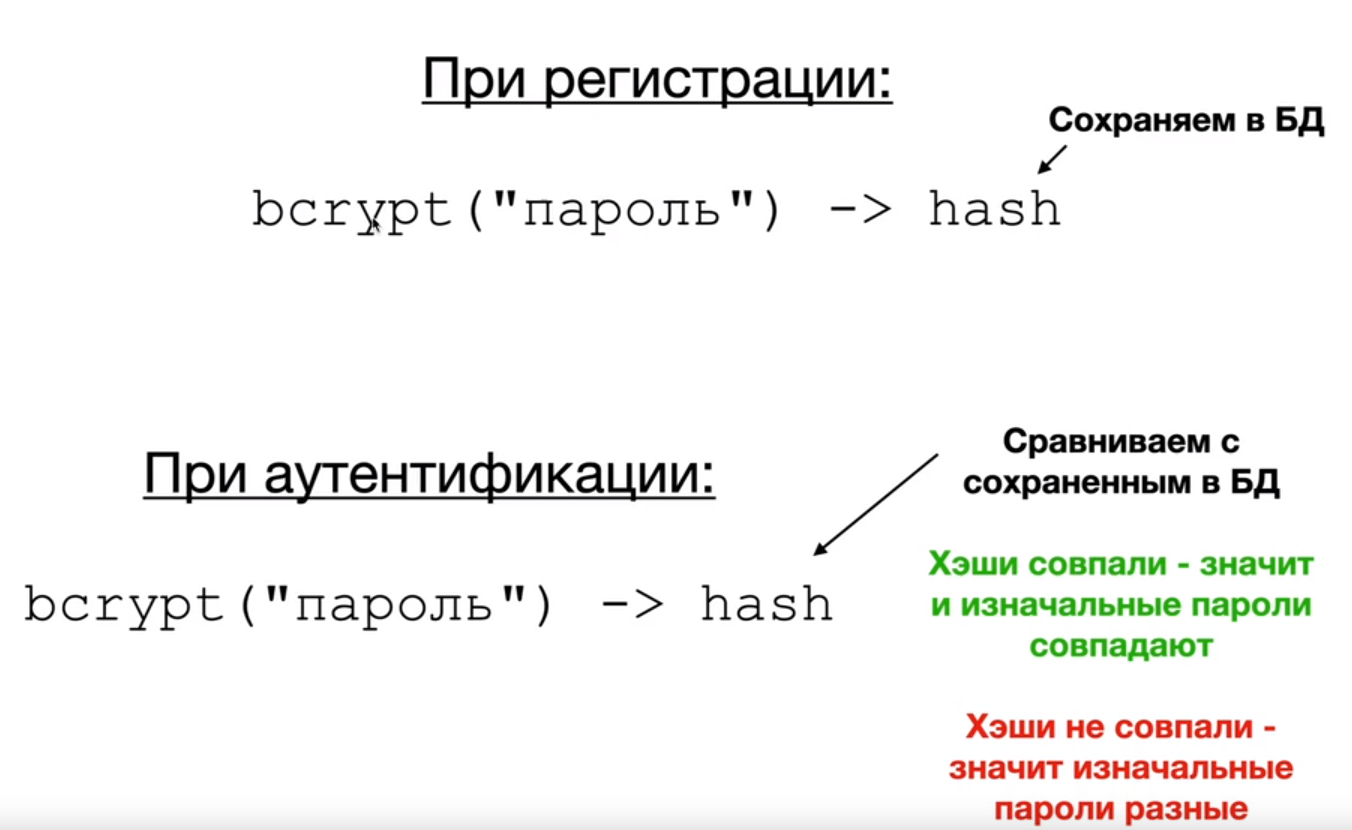 При регистрации:
Сохраняем в БД
bcrypt("пароль") -> hash
При аутентификации:
Сравниваем с
сохраненным в БД
bcrypt("пароль") -> hash
Хэши совпали - значит
и изначальные пароли
совпадают
Хэши не совпали -
значит изначальные
пароли разные